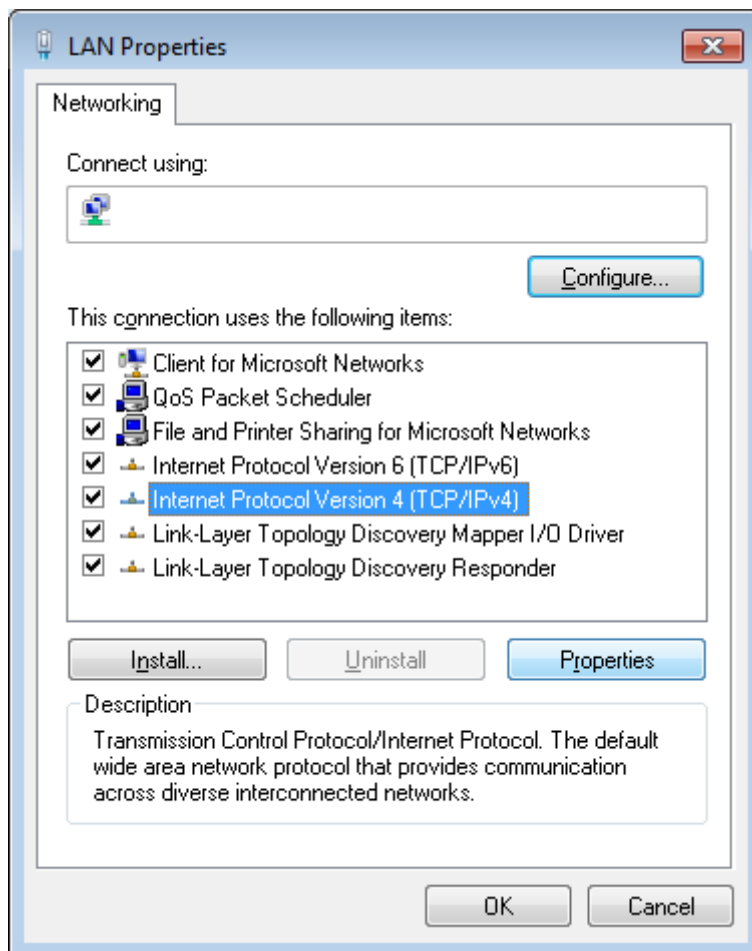 LAN Properties
Networking
Connect using:
Configure...
This connection uses the following items:
Client for Microsoft Networks
QoS Packet Scheduler
File and Printer Sharing for Microsoft Networks
Internet Protocol Version 6 (TCP/IPv6)
Internet Protocol Version 4 (TCP/IPv4)
Link-Layer Topology Discovery Mapper I/O Driver
Link-Layer Topology Discovery Responder
Install...
Uninstall
Properties
Description
Transmission Control Protocol/Internet Protocol. The default
wide area network protocol that provides communication
across diverse interconnected networks.
OK
Cancel